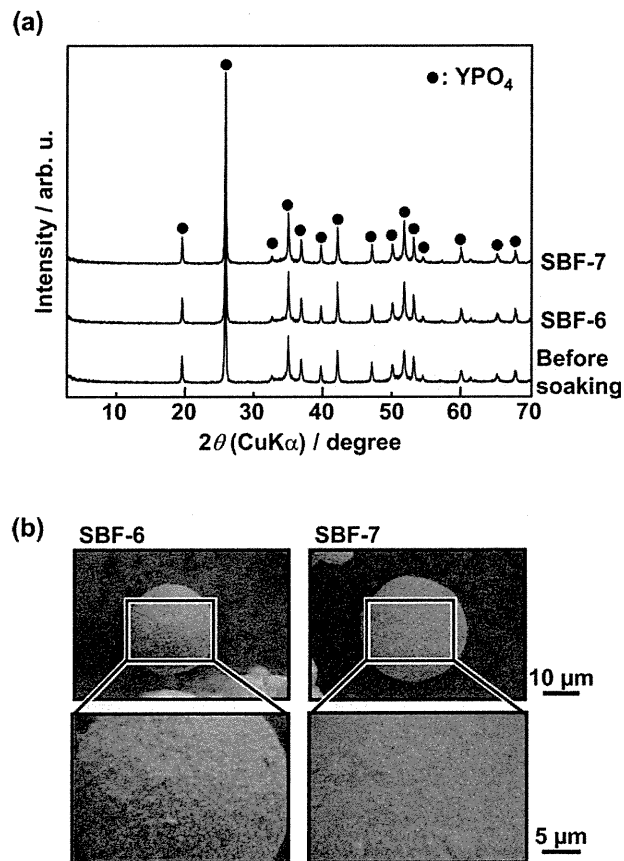 (a)
●: YPO4
Intensity / arb. u.
SBF-7
SBF-6
Before
soaking
10 20 30 40 50 60 70
2θ (CuKα) / degree
(b)
SBF-6 SBF-7
10 μm
5 μm